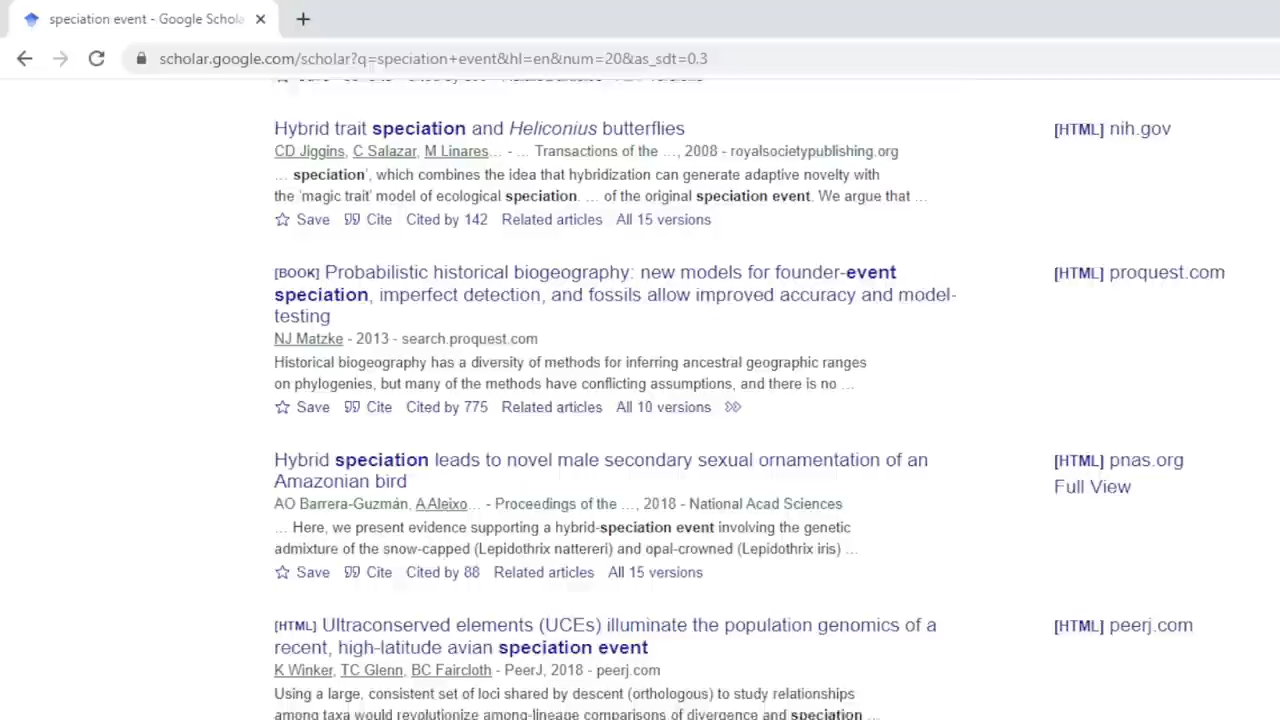 speciation event - Google Schola
scholar.google.com/scholar?q=speciation+event&hl=en&num=20&as_sdt=0.3
Hybrid trait speciation and Heliconius butterflies
[HTML] nih.gov
CD Jiggins, C Salazar, M Linares… - … Transactions of the …, 2008 - royalsocietypublishing.org
… speciation', which combines the idea that hybridization can generate adaptive novelty with
the 'magic trait' model of ecological speciation. … of the original speciation event. We argue that …
Save Cite Cited by 142 Related articles All 15 versions
[BOOK] Probabilistic historical biogeography: new models for founder-event
[HTML] proquest.com
speciation, imperfect detection, and fossils allow improved accuracy and model-
testing
NJ Matzke - 2013 - search.proquest.com
Historical biogeography has a diversity of methods for inferring ancestral geographic ranges
on phylogenies, but many of the methods have conflicting assumptions, and there is no …
Save Cite Cited by 775 Related articles All 10 versions
Hybrid speciation leads to novel male secondary sexual ornamentation of an
[HTML] pnas.org
Amazonian bird
Full View
AO Barrera-Guzmán, A Aleixo… - Proceedings of the …, 2018 - National Acad Sciences
… Here, we present evidence supporting a hybrid-speciation event involving the genetic
admixture of the snow-capped (Lepidothrix nattereri) and opal-crowned (Lepidothrix iris) …
Save Cite Cited by 88 Related articles All 15 versions
[HTML] Ultraconserved elements (UCEs) illuminate the population genomics of a
[HTML] peerj.com
recent, high-latitude avian speciation event
K Winker, TC Glenn, BC Faircloth - PeerJ, 2018 - peerj.com
Using a large, consistent set of loci shared by descent (orthologous) to study relationships
among taxa would revolutionize among-lineage comparisons of divergence and speciation …